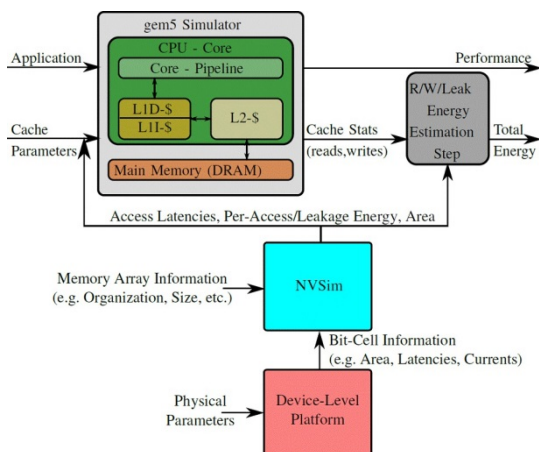 gem5 Simulator
CPU - Core
Core - Pipeline
L1D-$
L1I-$
L2-$
Main Memory (DRAM)
Application
Cache
Parameters
Performance
R/W/Leak
Energy
Estimation
Step
Cache Stats
(reads,writes)
Total
Energy
Access Latencies, Per-Access/Leakage Energy, Area
Memory Array Information
(e.g. Organization, Size, etc.)
NVSim
Bit-Cell Information
(e.g. Area, Latencies, Currents)
Physical
Parameters
Device-Level
Platform